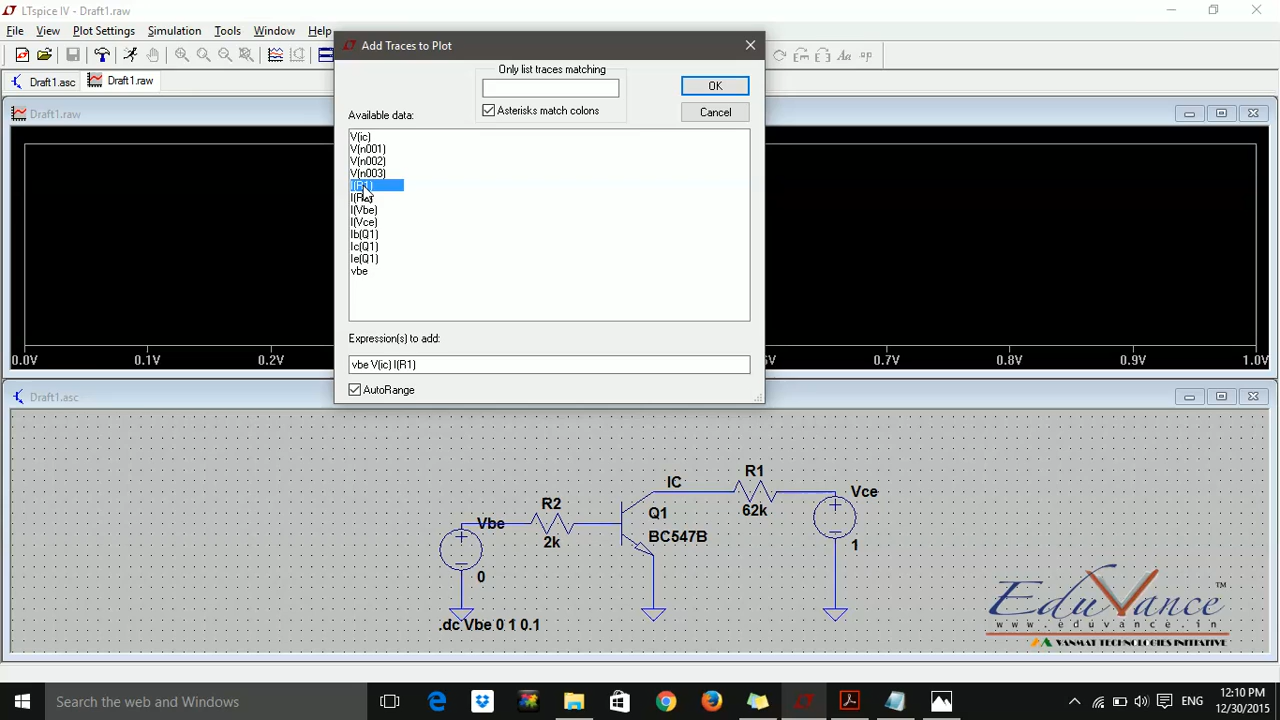 LTspice IV - Draft1.raw
File View Plot Settings Simulation Tools Window Help
Draft1.asc Draft1.raw
Add Traces to Plot
Only list traces matching
Asterisks match colons
OK
Cancel
Available data:
V(ic)
V(n001)
V(n002)
V(n003)
I(R1)
I(Vbe)
I(Vce)
Ib(Q1)
Ic(Q1)
Ie(Q1)
vbe
Expression(s) to add:
vbe V(ic) I(R1)
AutoRange
Draft1.raw
0.0V 0.1V 0.2V 0.7V 0.8V 0.9V 1.0V
Draft1.asc
Vbe
0
R2
2k
IC
Q1
BC547B
R1
62k
Vce
1
.dc Vbe 0 1 0.1
EduVance™
www.eduvance.in
VANMAT TECHNOLOGIES INITIATIVE
Search the web and Windows
ENG
12:10 PM
12/30/2015